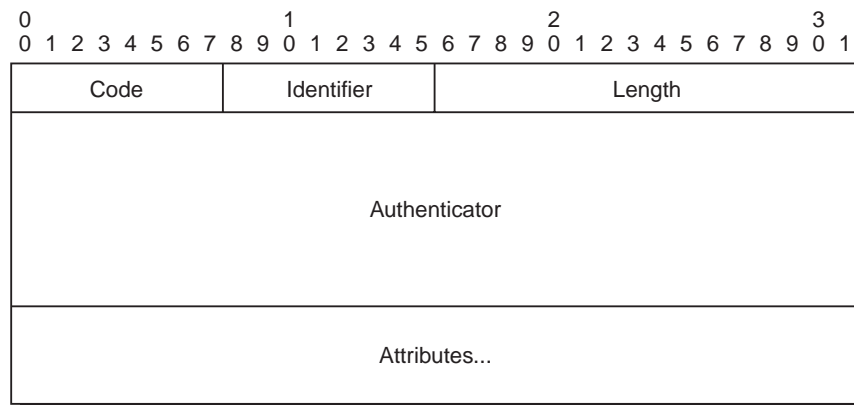 0 1 2 3
0 1 2 3 4 5 6 7 8 9 0 1 2 3 4 5 6 7 8 9 0 1 2 3 4 5 6 7 8 9 0 1
Code Identifier Length
Authenticator
Attributes...